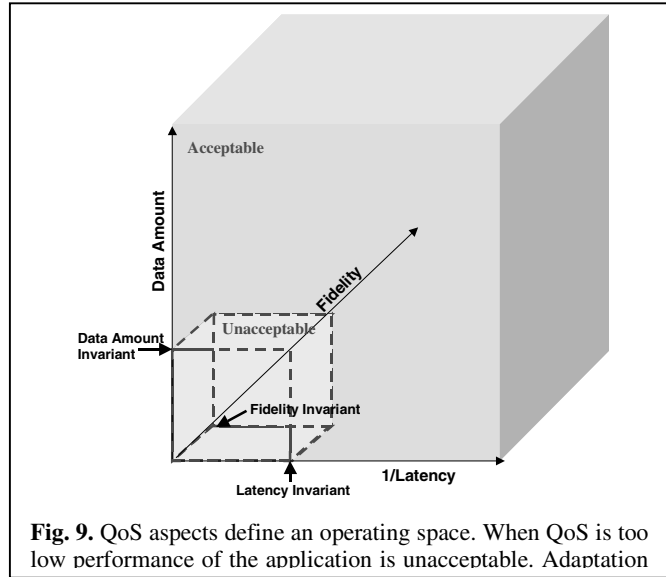 Acceptable
Data Amount
Fidelity
Unacceptable
Data Amount
Invariant
Fidelity Invariant
1/Latency
Latency Invariant
Fig. 9. QoS aspects define an operating space. When QoS is too
low performance of the application is unacceptable. Adaptation